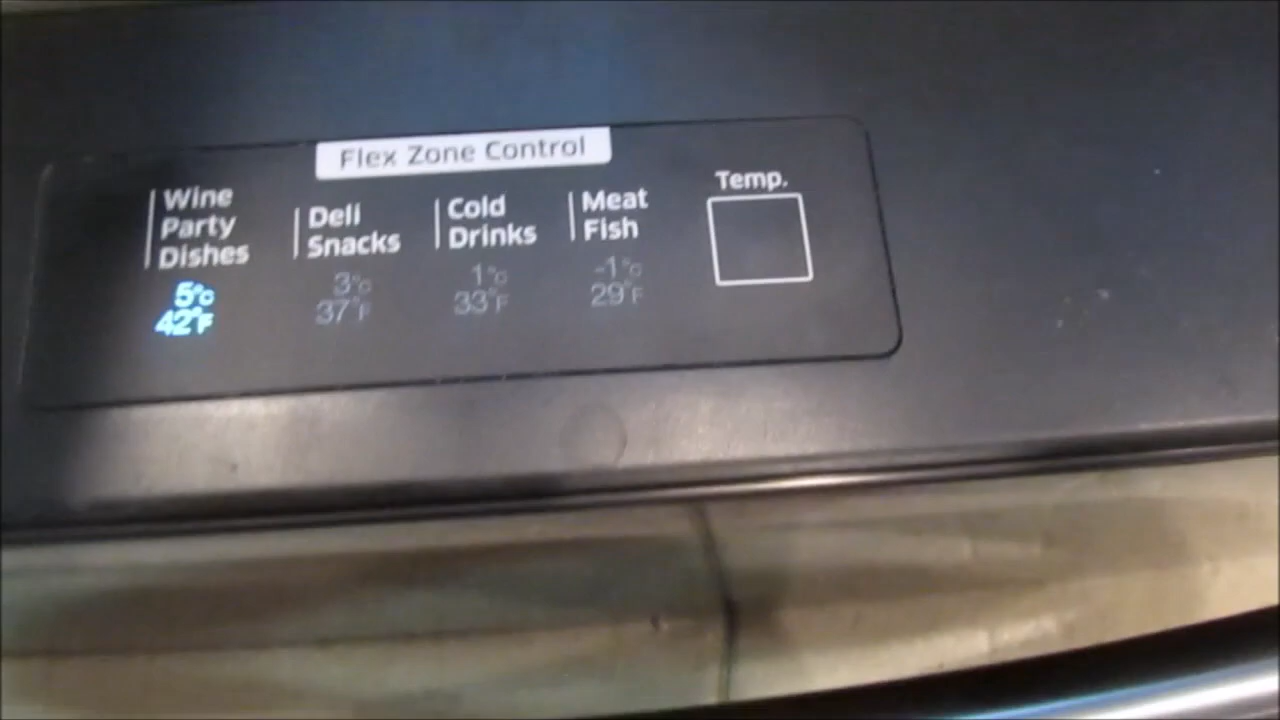 Flex Zone Control
Wine
Party
Dishes
5°C
42°F
Deli
Snacks
3°C
37°F
Cold
Drinks
1°C
33°F
Meat
Fish
-1°C
29°F
Temp.